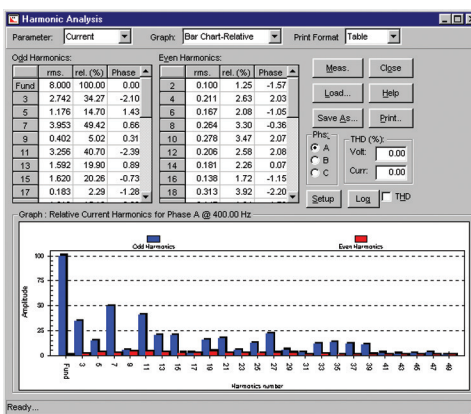 Harmonic Analysis
Parameter: Current Graph: Bar Chart-Relative Print Format Table
Odd Harmonics: Even Harmonics:
rms. rel. (%) Phase rms. rel. (%) Phase
Fund 8.000 100.00 0.00 2 0.100 1.25 -1.57
3 2.742 34.27 -2.10 4 0.211 2.63 2.03
5 1.176 14.70 1.43 6 0.167 2.08 -1.05
7 3.953 49.42 0.66 8 0.264 3.30 -0.36
9 0.402 5.02 0.31 10 0.278 3.47 2.07
11 3.256 40.70 -2.39 12 0.206 2.58 2.08
13 1.592 19.90 0.89 14 0.181 2.26 0.07
15 1.620 20.26 -0.73 16 0.138 1.72 -1.15
17 0.183 2.29 -1.28 18 0.313 3.92 -2.20
Meas. Close
Load... Help
Save As... Print..
Phs: THD (%):
A
B
C
Volt: 0.00
Curr: 0.00
Setup Log THD
Graph : Relative Current Harmonics for Phase A @ 400.00 Hz
Odd Harmonics Even Harmonics
Amplitude
100
75
50
25
0
Fund 3 5 7 9 11 13 15 17 19 21 23 25 27 29 31 33 35 37 39 41 43 45 47 49
Harmonics number
Ready...